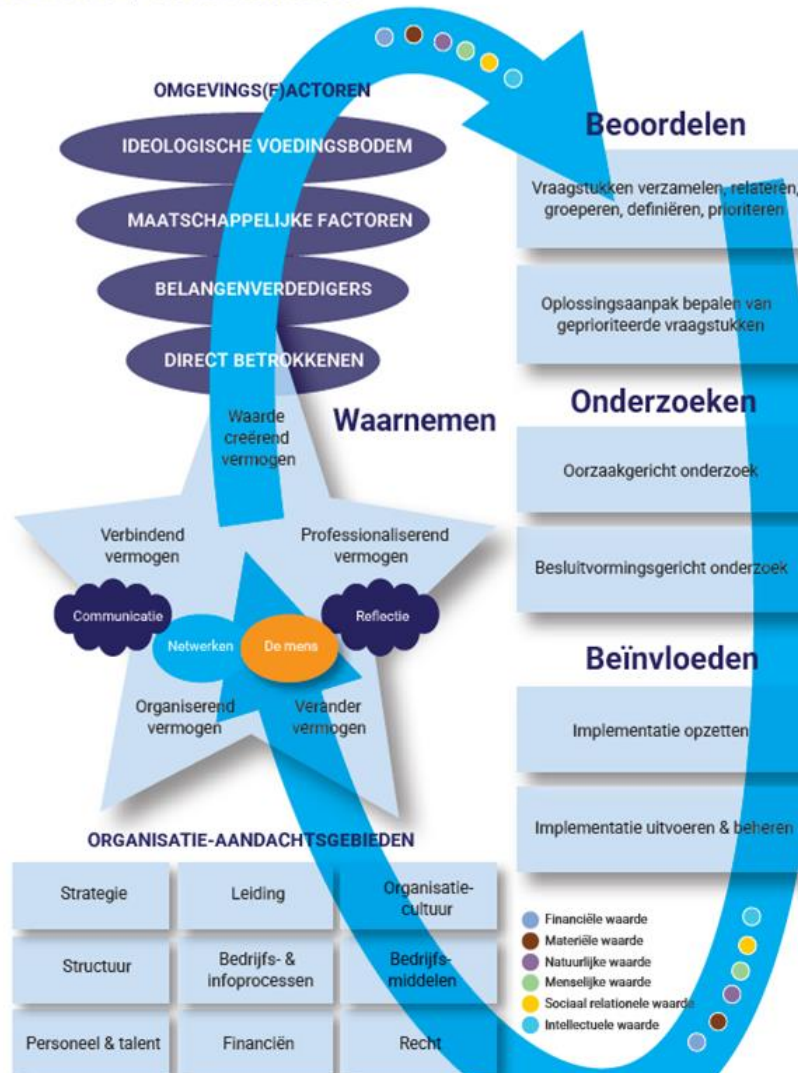 OMGEVINGS(F)ACTOREN
IDEOLOGISCHE VOEDINGSBODEM
MAATSCHAPPELIJKE FACTOREN
BELANGENVERDEDIGERS
DIRECT BETROKKENEN
Waarde
creërend
vermogen
Waarnemen
Verbindend
vermogen
Professionaliserend
vermogen
Communicatie
Netwerken
De mens
Reflectie
Organiserend
vermogen
Verander
vermogen
ORGANISATIE-AANDACHTSGEBIEDEN
Strategie
Leiding
Organisatie-
cultuur
Structuur
Bedrijfs- &
infoprocessen
Bedrijfs-
middelen
Personeel & talent
Financiën
Recht
Beoordelen
Vraagstukken verzamelen, relateren,
groeperen, definiëren, prioriteren
Oplossingsaanpak bepalen van
geprioriteerde vraagstukken
Onderzoeken
Oorzaakgericht onderzoek
Besluitvormingsgericht onderzoek
Beïnvloeden
Implementatie opzetten
Implementatie uitvoeren & beheren
Financiële waarde
Materiële waarde
Natuurlijke waarde
Menselijke waarde
Sociaal relationele waarde
Intellectuele waarde